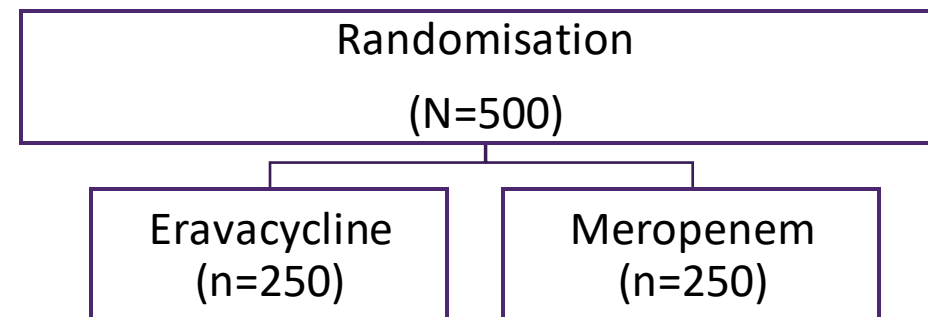 Randomisation
(N=500)
Eravacycline
(n=250)
Meropenem
(n=250)